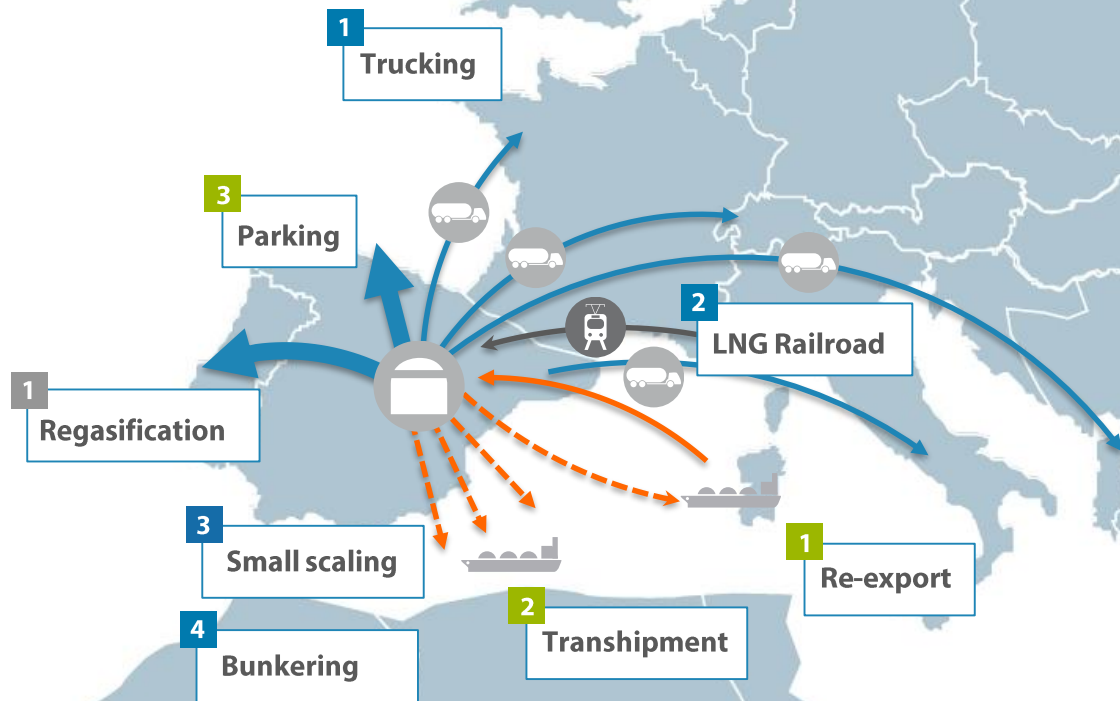 1
Trucking
3
Parking
2
LNG Railroad
1
Regasification
3
Small scaling
1
Re-export
2
Transhipment
4
Bunkering